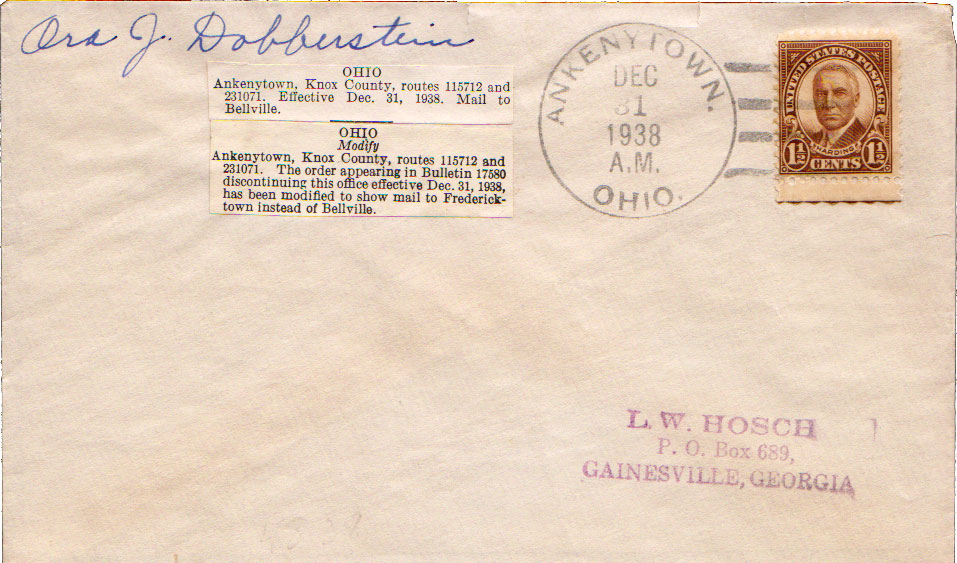 Ora J. Dobberstein
OHIO
Ankenytown, Knox County, routes 115712 and
231071. Effective Dec. 31, 1938. Mail to
Bellville.
OHIO
Modify
Ankenytown, Knox County, routes 115712 and
231071. The order appearing in Bulletin 17580
discontinuing this office effective Dec. 31, 1938,
has been modified to show mail to Frederick-
town instead of Bellville.
ANKENYTOWN.
DEC
31
1938
A.M.
OHIO.
UNITED STATES POSTAGE
HARDING
1½ CENTS 1½
L. W. HOSCH
P. O. Box 689,
GAINESVILLE, GEORGIA